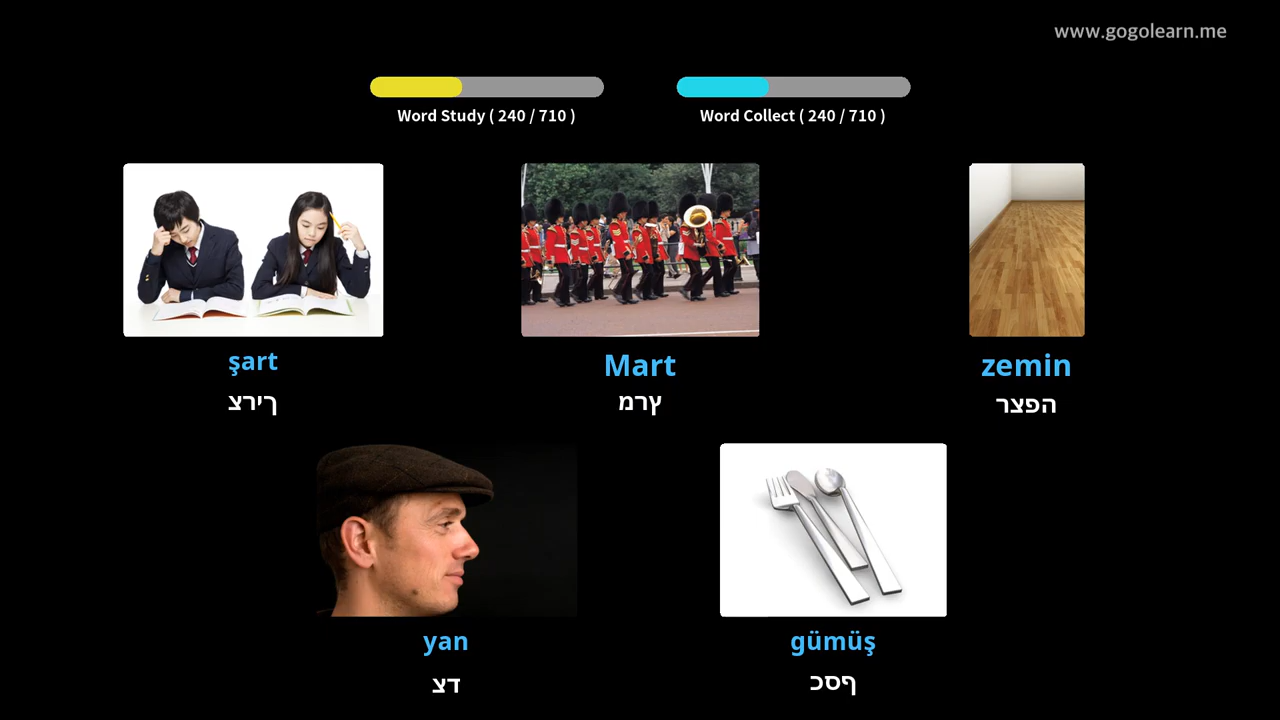 www.gogolearn.me
Word Study ( 240 / 710 )
Word Collect ( 240 / 710 )
şart
צריך
Mart
מרץ
zemin
רצפה
yan
צד
gümüş
כסף